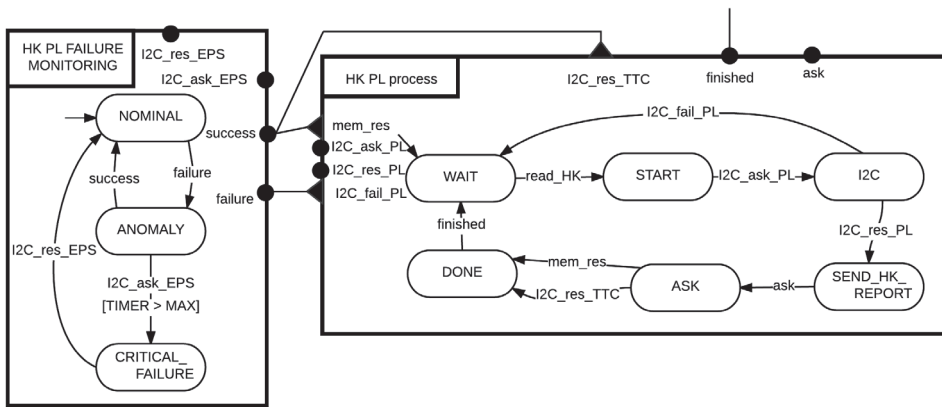 HK PL FAILURE
MONITORING
I2C_res_EPS
I2C_ask_EPS
NOMINAL
success
failure
success
failure
ANOMALY
I2C_res_EPS
I2C_ask_EPS
[TIMER > MAX]
CRITICAL_
FAILURE
HK PL process
I2C_res_TTC
finished
ask
mem_res
I2C_ask_PL
I2C_res_PL
I2C_fail_PL
I2C_fail_PL
WAIT
read_HK
START
I2C_ask_PL
I2C
I2C_res_PL
finished
DONE
mem_res
I2C_res_TTC
ASK
ask
SEND_HK_
REPORT